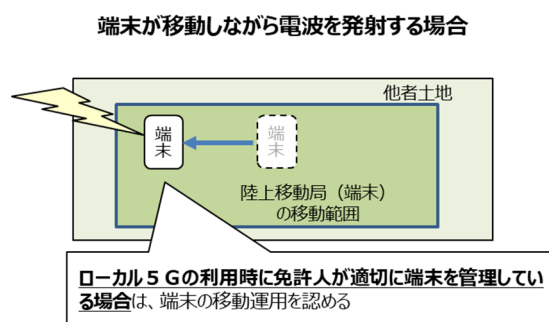 端末が移動しながら電波を発射する場合
他者土地
端
末
端
末
陸上移動局（端末）
の移動範囲
ローカル５Ｇの利用時に免許人が適切に端末を管理してい
る場合は、端末の移動運用を認める